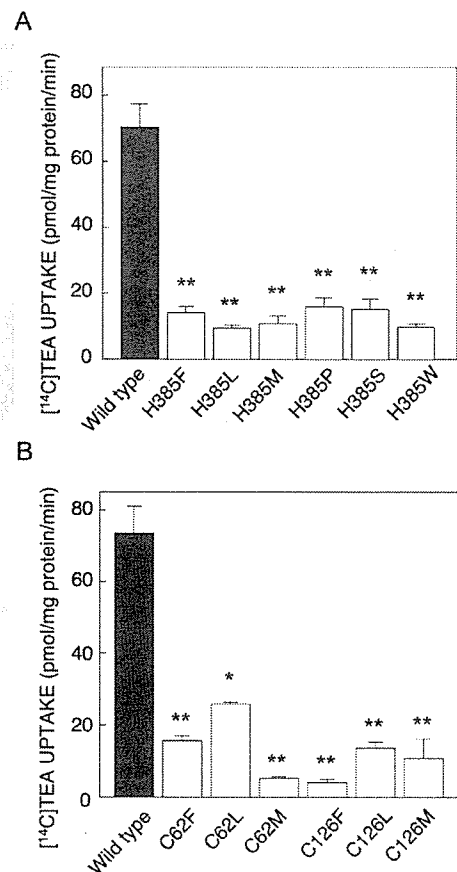 A
[¹⁴C]TEA UPTAKE (pmol/mg protein/min)
80
60
40
20
0
** ** ** ** ** **
Wild type H385F H385L H385M H385P H385S H385W
B
[¹⁴C]TEA UPTAKE (pmol/mg protein/min)
80
60
40
20
0
** * ** ** ** **
Wild type C62F C62L C62M C126F C126L C126M